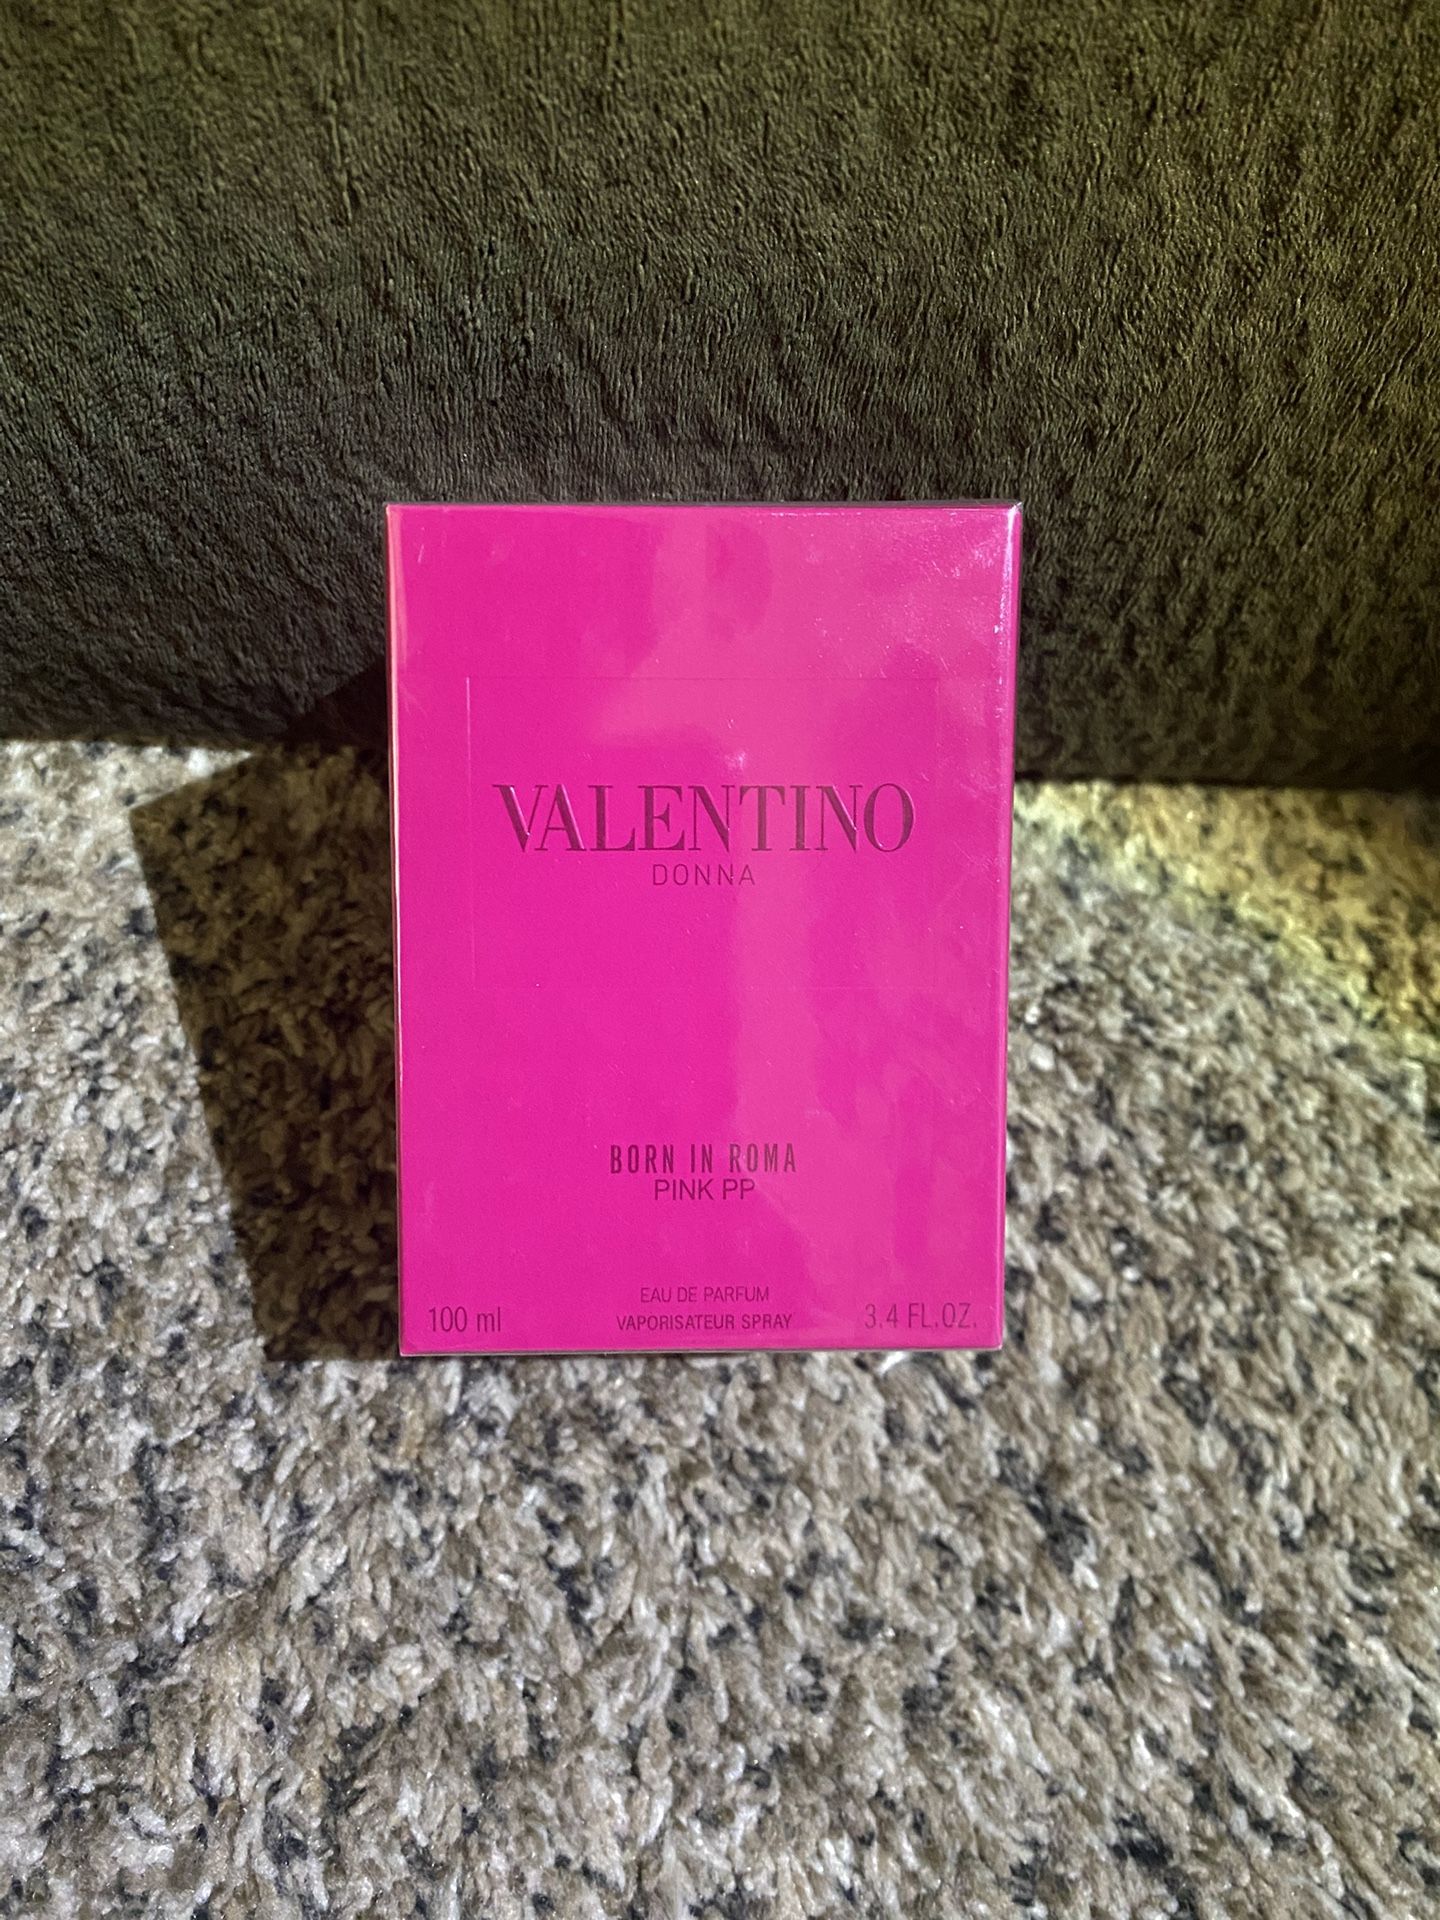 VALENTINO
DONNA
BORN IN ROMA
PINK PP
EAU DE PARFUM
100 ml VAPORISATEUR SPRAY 3.4 FL.OZ.